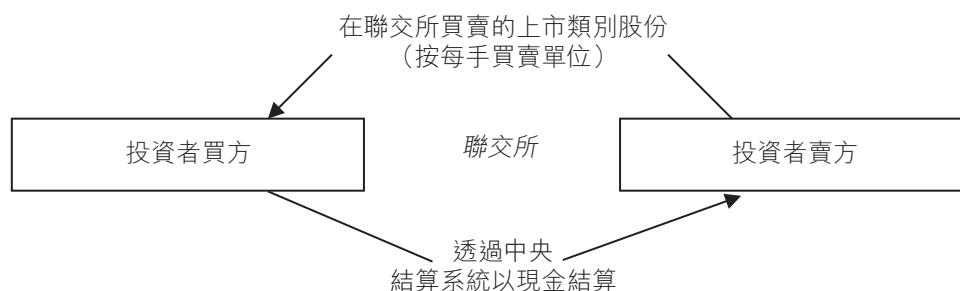 在聯交所買賣的上市類別股份
（按每手買賣單位）
投資者買方
聯交所
投資者賣方
透過中央
結算系統以現金結算